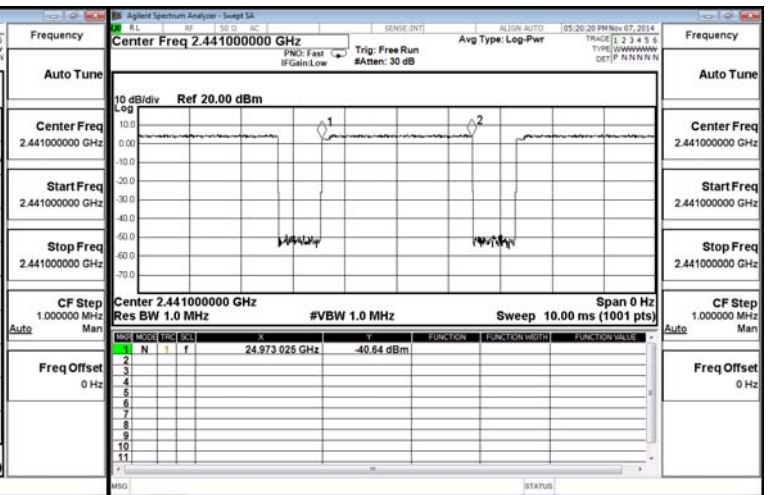 Agilent Spectrum Analyzer - Swept SA
RL RF 50 Ω AC SENSE:INT ALIGN AUTO 05:20:20 PM Nov 07, 2014
Center Freq 2.441000000 GHz
PNO: Fast
IFGain:Low
Trig: Free Run
#Atten: 30 dB
Avg Type: Log-Pwr
TRACE 1 2 3 4 5 6
TYPE WWWWWW
DET P N N N N N
10 dB/div Ref 20.00 dBm
Log
10.0
0.00
-10.0
-20.0
-30.0
-40.0
-50.0
-60.0
-70.0
1
2
Center 2.441000000 GHz
Span 0 Hz
Res BW 1.0 MHz
#VBW 1.0 MHz
Sweep 10.00 ms (1001 pts)
MKR MODE TRC SCL X Y FUNCTION FUNCTION WIDTH FUNCTION VALUE
1 N 1 f 24.973 025 GHz -40.64 dBm
2
3
4
5
6
7
8
9
10
11
MSG
STATUS
Frequency
Auto Tune
Center Freq
2.441000000 GHz
Start Freq
2.441000000 GHz
Stop Freq
2.441000000 GHz
CF Step
1.000000 MHz
Auto Man
Freq Offset
0 Hz
Frequency
Auto Tune
Center Freq
2.441000000 GHz
Start Freq
2.441000000 GHz
Stop Freq
2.441000000 GHz
CF Step
1.000000 MHz
Auto Man
Freq Offset
0 Hz